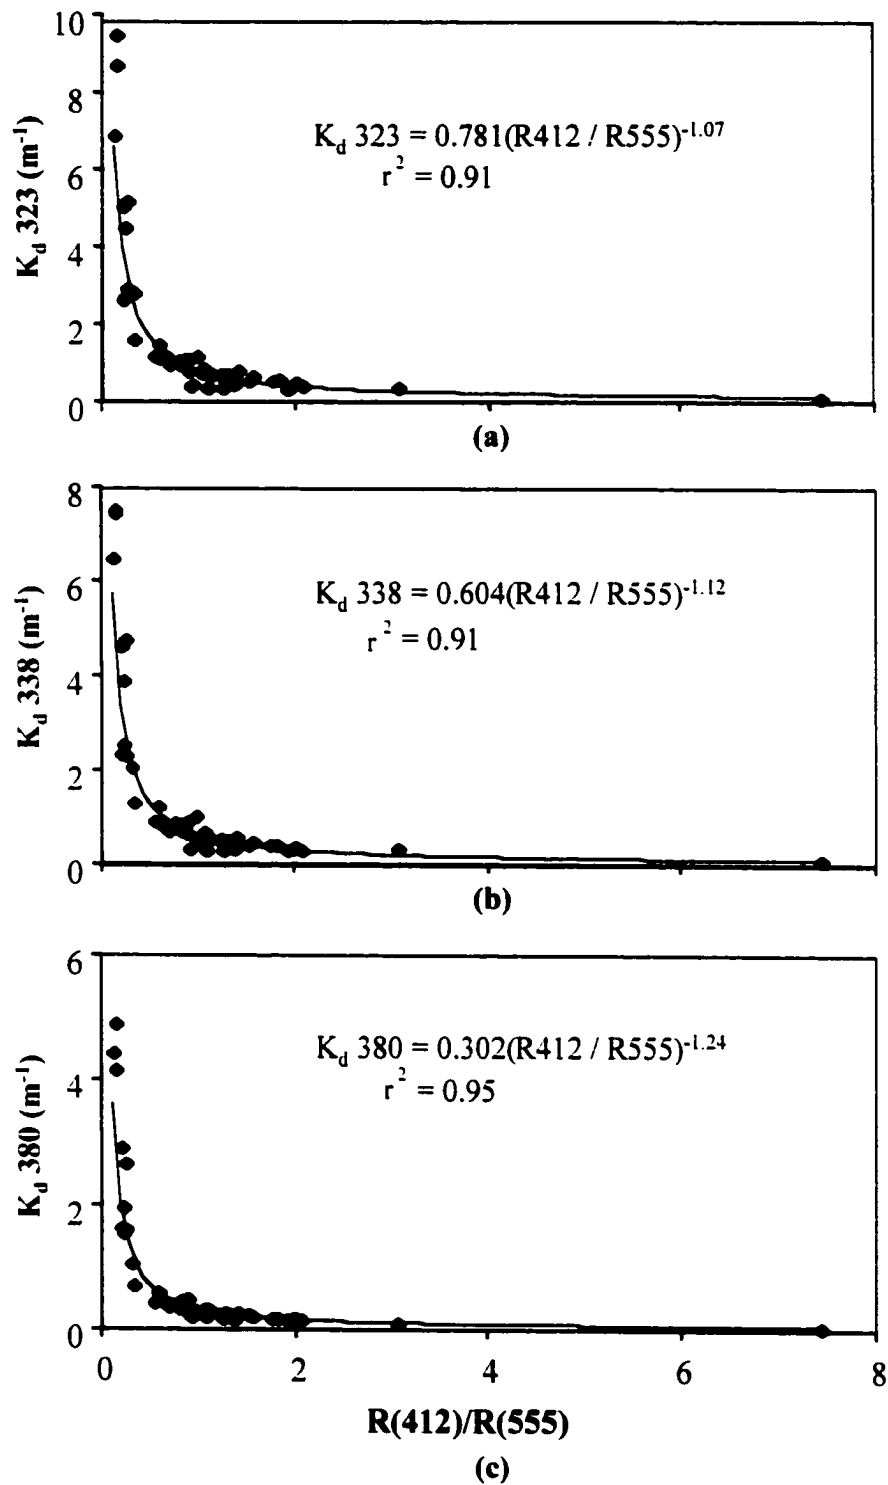 10
8
6
4
2
0
K_d 323 (m^-1)
K_d 323 = 0.781(R412 / R555)^-1.07
r^2 = 0.91
(a)
8
6
4
2
0
K_d 338 (m^-1)
K_d 338 = 0.604(R412 / R555)^-1.12
r^2 = 0.91
(b)
6
4
2
0
K_d 380 (m^-1)
K_d 380 = 0.302(R412 / R555)^-1.24
r^2 = 0.95
0 2 4 6 8
R(412)/R(555)
(c)